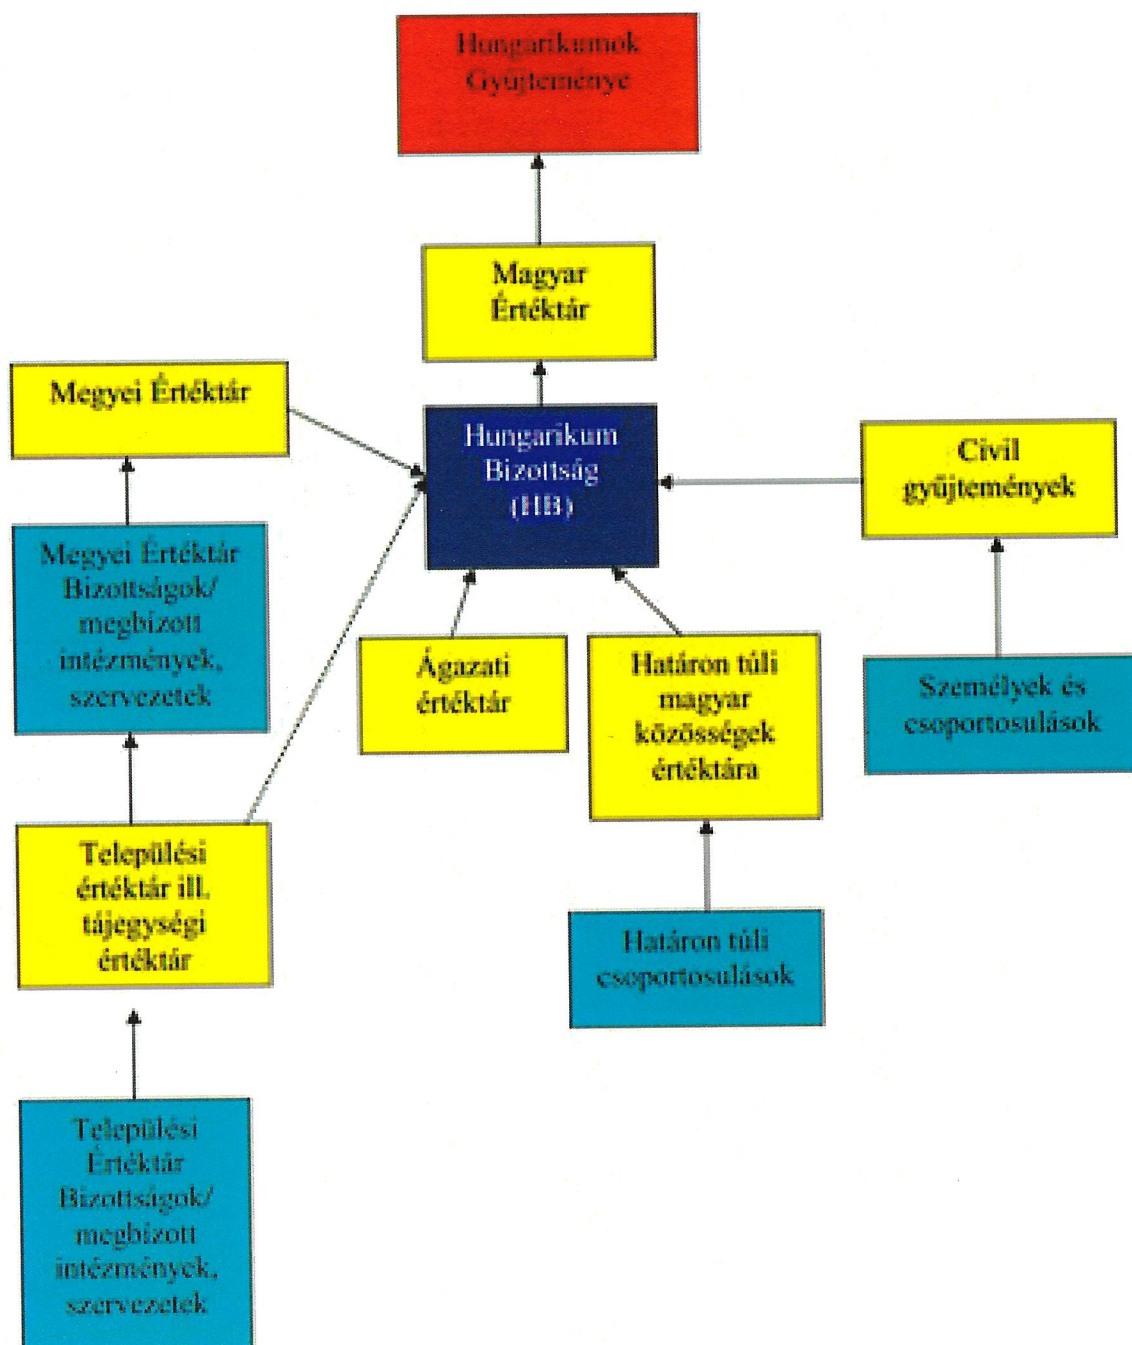 Hungarikumok
Gyűjteménye
Magyar
Értéktár
Megyei Értéktár
Hungarikum
Bizottság
(HB)
Civil
gyűjtemények
Megyei Értéktár
Bizottságok/
megbízott
intézmények,
szervezetek
Ágazati
értéktár
Határon túli
magyar
közösségek
értéktára
Személyek és
csoportosulások
Települési
értéktár ill.
tájegységi
értéktár
Határon túli
csoportosulások
Települési
Értéktár
Bizottságok/
megbízott
intézmények,
szervezetek